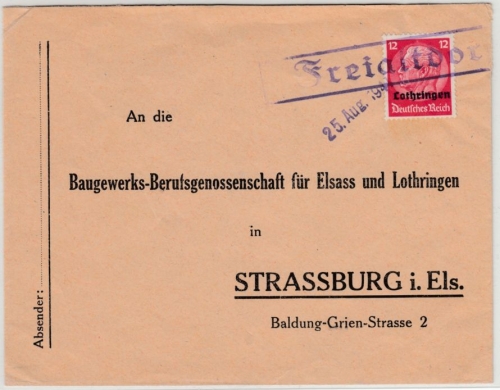 12 12
Lothringen
Deutsches Reich
25. Aug. 19
An die
Baugewerks-Berufsgenossenschaft für Elsass und Lothringen
in
STRASSBURG i. Els.
Baldung-Grien-Strasse 2
Absender: